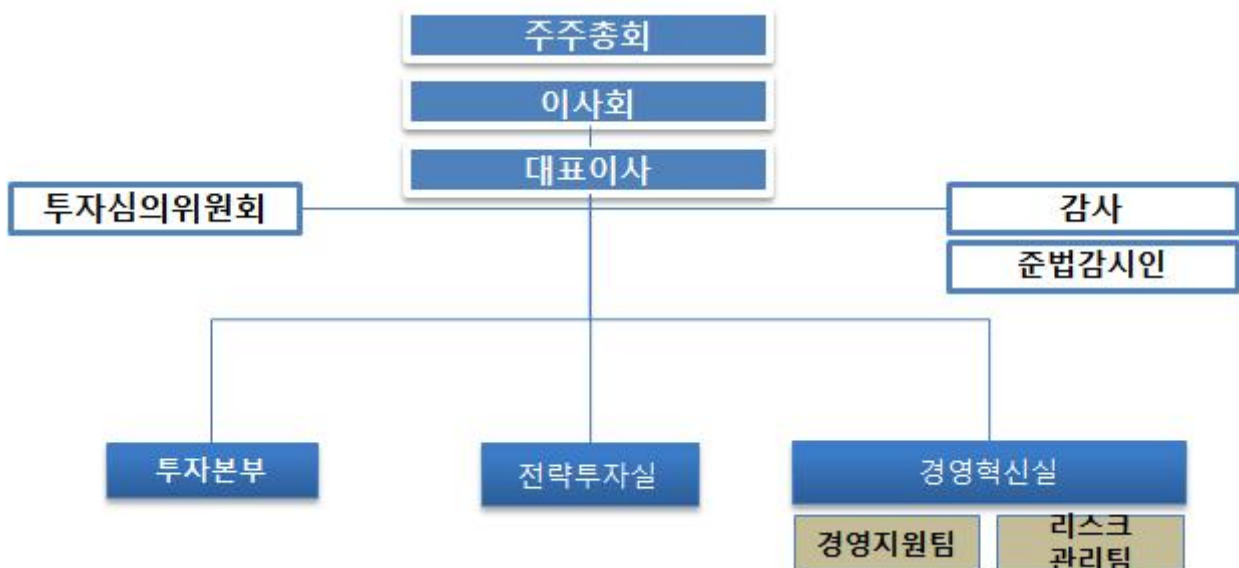 주주총회
이사회
대표이사
투자심의위원회
감사
준법감시인
투자본부
전략투자실
경영혁신실
경영지원팀
리스크
관리팀